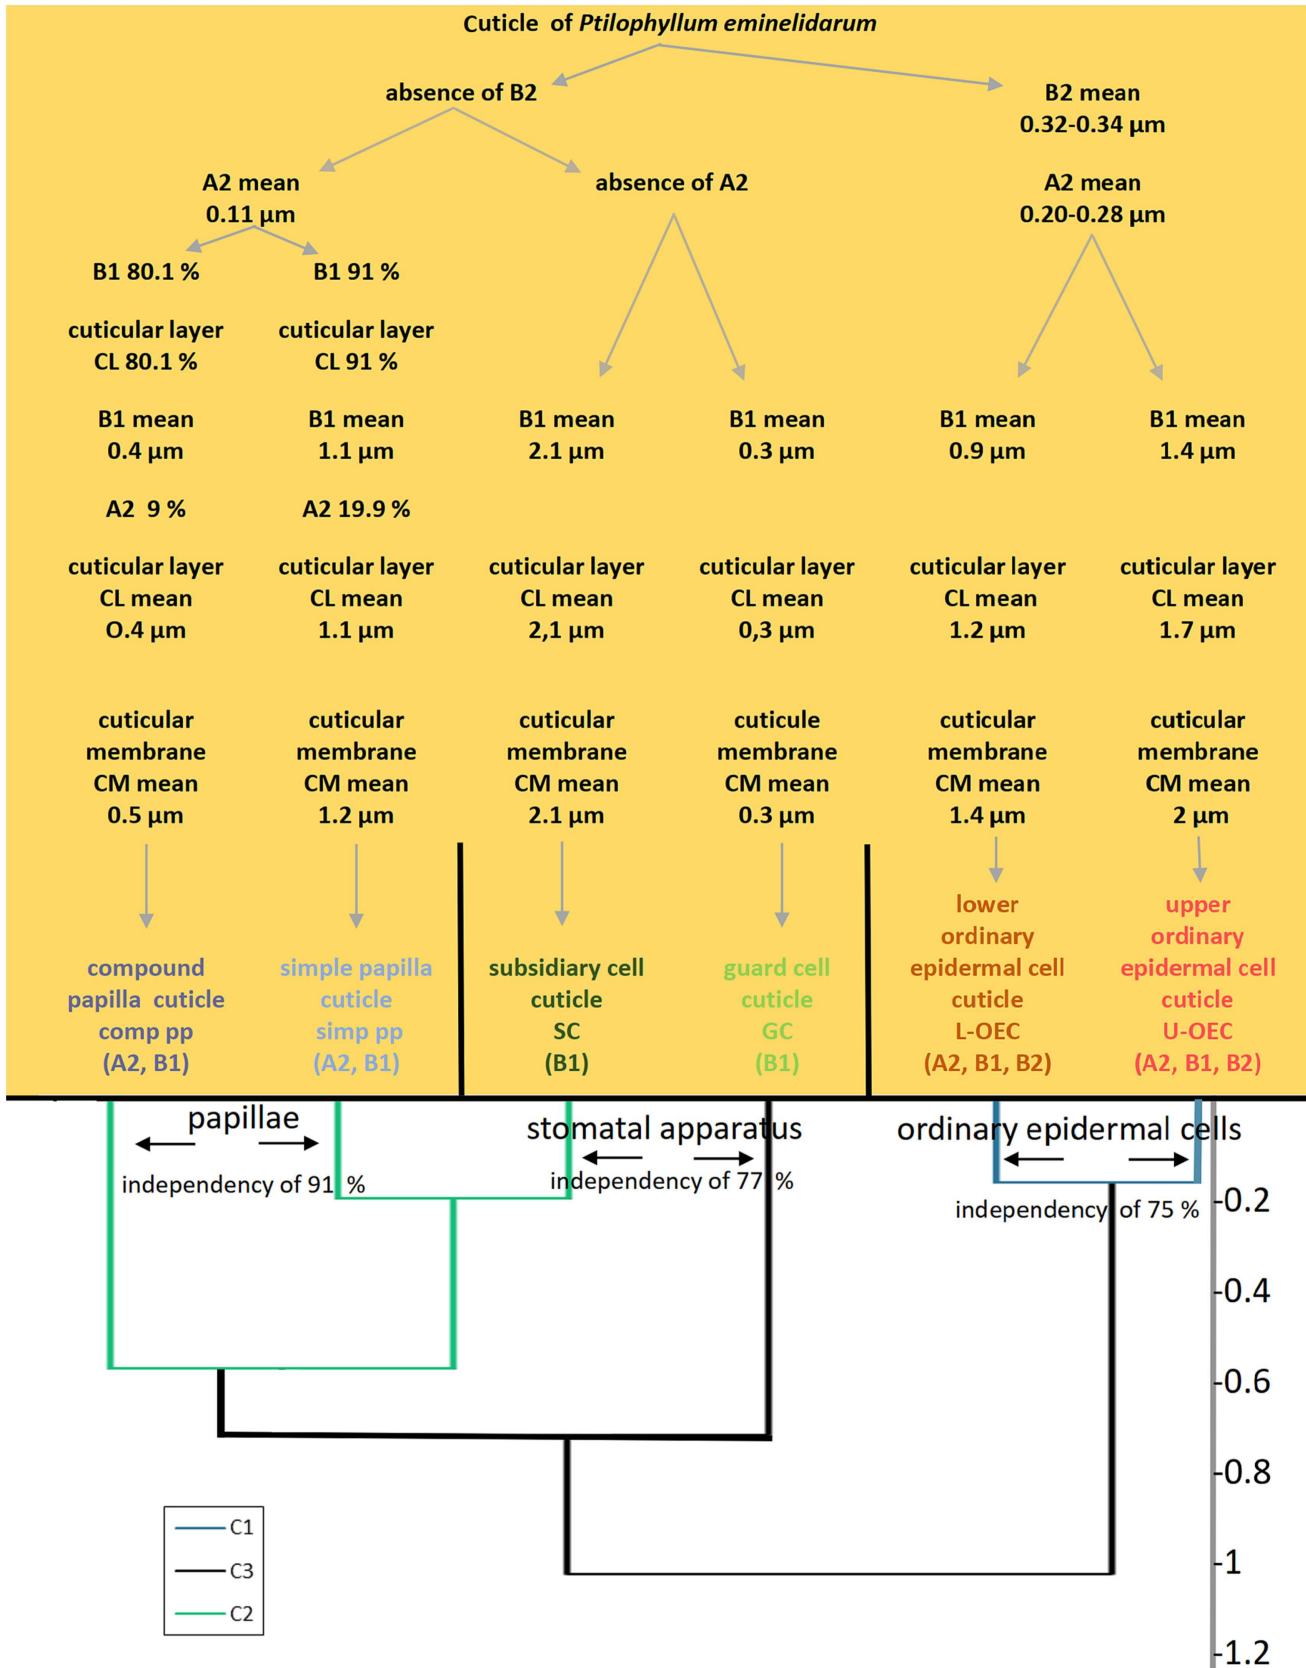 Cuticle of Ptilophyllum eminelidarum
absence of B2
B2 mean
0.32-0.34 µm
A2 mean
0.11 µm
absence of A2
A2 mean
0.20-0.28 µm
B1 80.1 %
cuticular layer
CL 80.1 %
B1 mean
0.4 µm
A2 9 %
cuticular layer
CL mean
O.4 µm
cuticular
membrane
CM mean
0.5 µm
compound
papilla cuticle
comp pp
(A2, B1)
B1 91 %
cuticular layer
CL 91 %
B1 mean
1.1 µm
A2 19.9 %
cuticular layer
CL mean
1.1 µm
cuticular
membrane
CM mean
1.2 µm
simple papilla
cuticle
simp pp
(A2, B1)
B1 mean
2.1 µm
cuticular layer
CL mean
2,1 µm
cuticular
membrane
CM mean
2.1 µm
subsidiary cell
cuticle
SC
(B1)
B1 mean
0.3 µm
cuticular layer
CL mean
0,3 µm
cuticule
membrane
CM mean
0.3 µm
guard cell
cuticle
GC
(B1)
B1 mean
0.9 µm
cuticular layer
CL mean
1.2 µm
cuticular
membrane
CM mean
1.4 µm
lower
ordinary
epidermal cell
cuticle
L-OEC
(A2, B1, B2)
B1 mean
1.4 µm
cuticular layer
CL mean
1.7 µm
cuticular
membrane
CM mean
2 µm
upper
ordinary
epidermal cell
cuticle
U-OEC
(A2, B1, B2)
papillae
independency of 91 %
stomatal apparatus
independency of 77 %
ordinary epidermal cells
independency of 75 %
-0.2
-0.4
-0.6
-0.8
-1
-1.2
C1
C3
C2